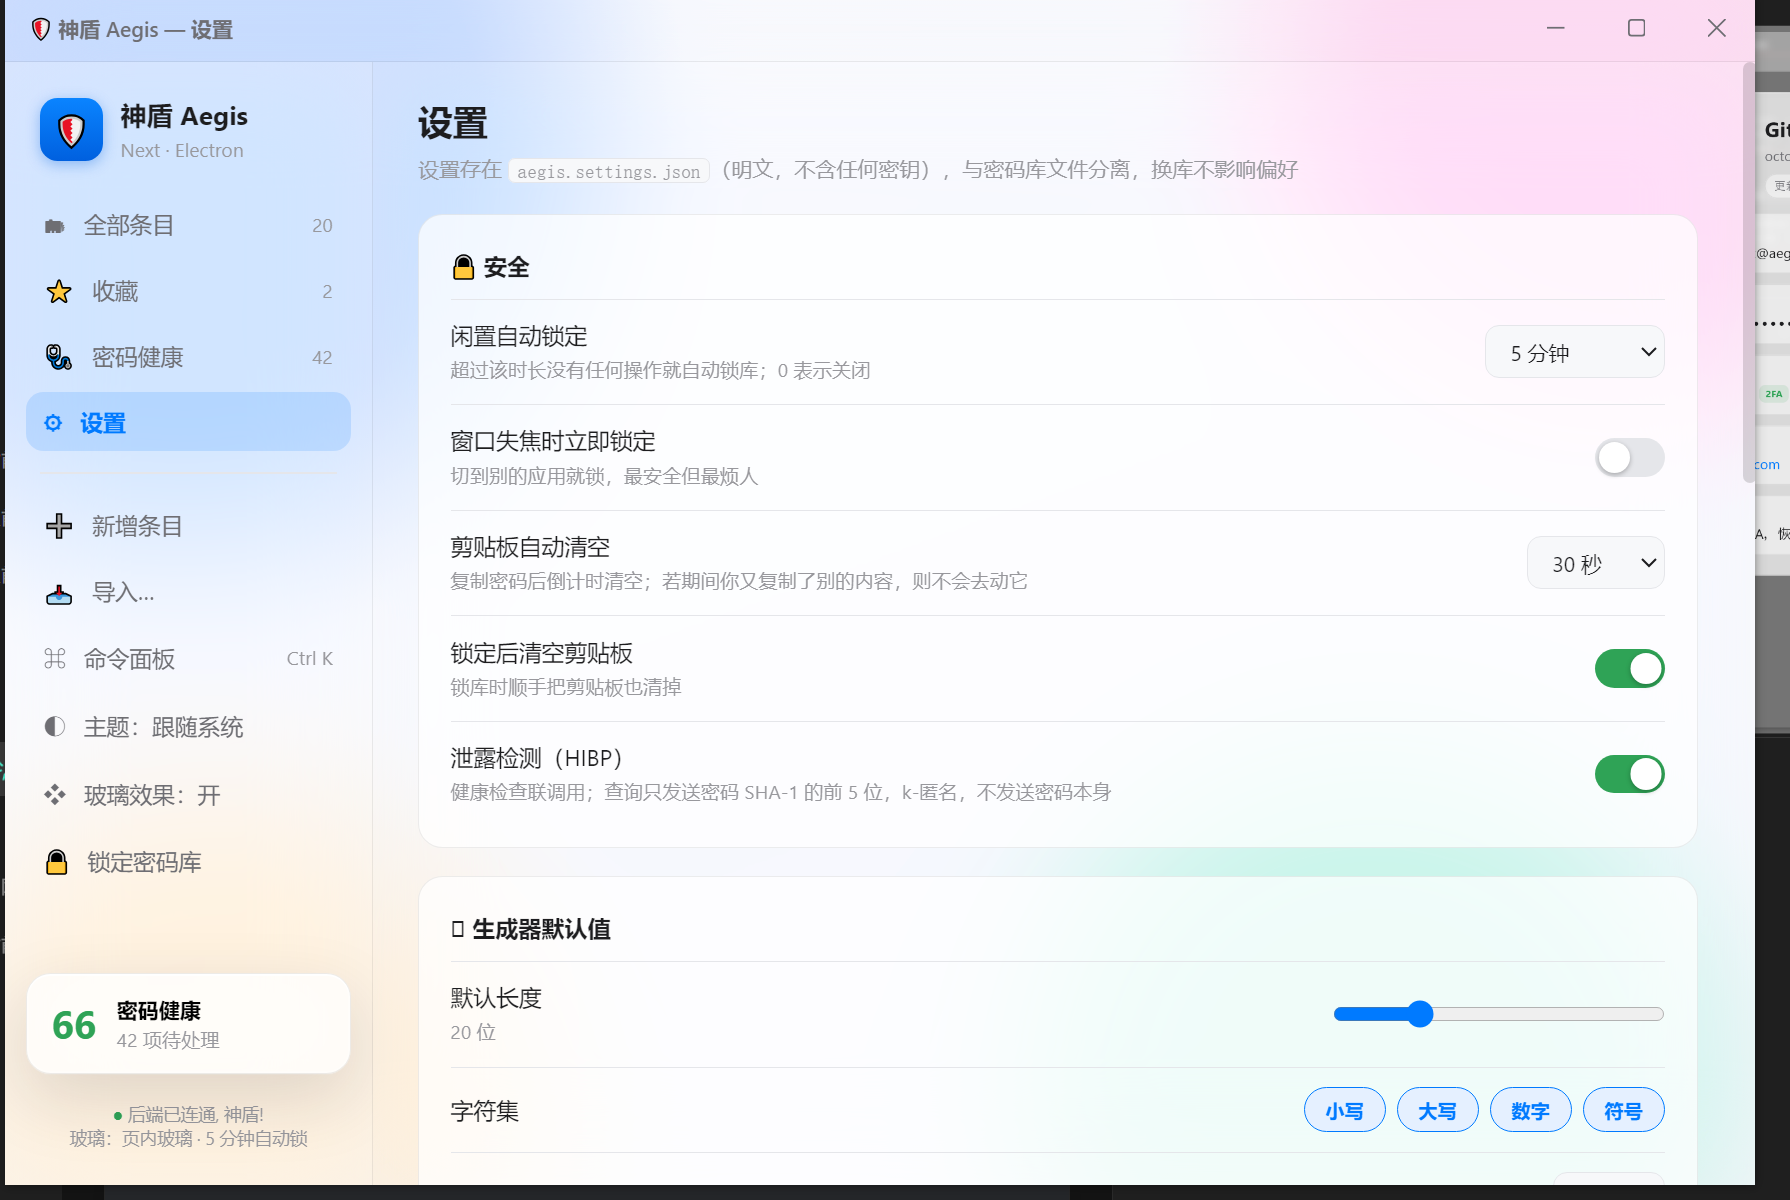 神盾 Aegis — 设置
神盾 Aegis
Next · Electron
全部条目 20
收藏 2
密码健康 42
设置
新增条目
导入...
命令面板 Ctrl K
主题：跟随系统
玻璃效果：开
锁定密码库
66
密码健康
42 项待处理
后端已连通, 神盾!
玻璃：页内玻璃 · 5 分钟自动锁
设置
设置存在 aegis.settings.json （明文，不含任何密钥），与密码库文件分离，换库不影响偏好
安全
闲置自动锁定
超过该时长没有任何操作就自动锁库；0 表示关闭
5 分钟
窗口失焦时立即锁定
切到别的应用就锁，最安全但最烦人
剪贴板自动清空
复制密码后倒计时清空；若期间你又复制了别的内容，则不会去动它
30 秒
锁定后清空剪贴板
锁库时顺手把剪贴板也清掉
泄露检测（HIBP）
健康检查联调用；查询只发送密码 SHA-1 的前 5 位，k-匿名，不发送密码本身
生成器默认值
默认长度
20 位
字符集
小写 大写 数字 符号
Git
octo
@aeg
2FA
com
A，恢